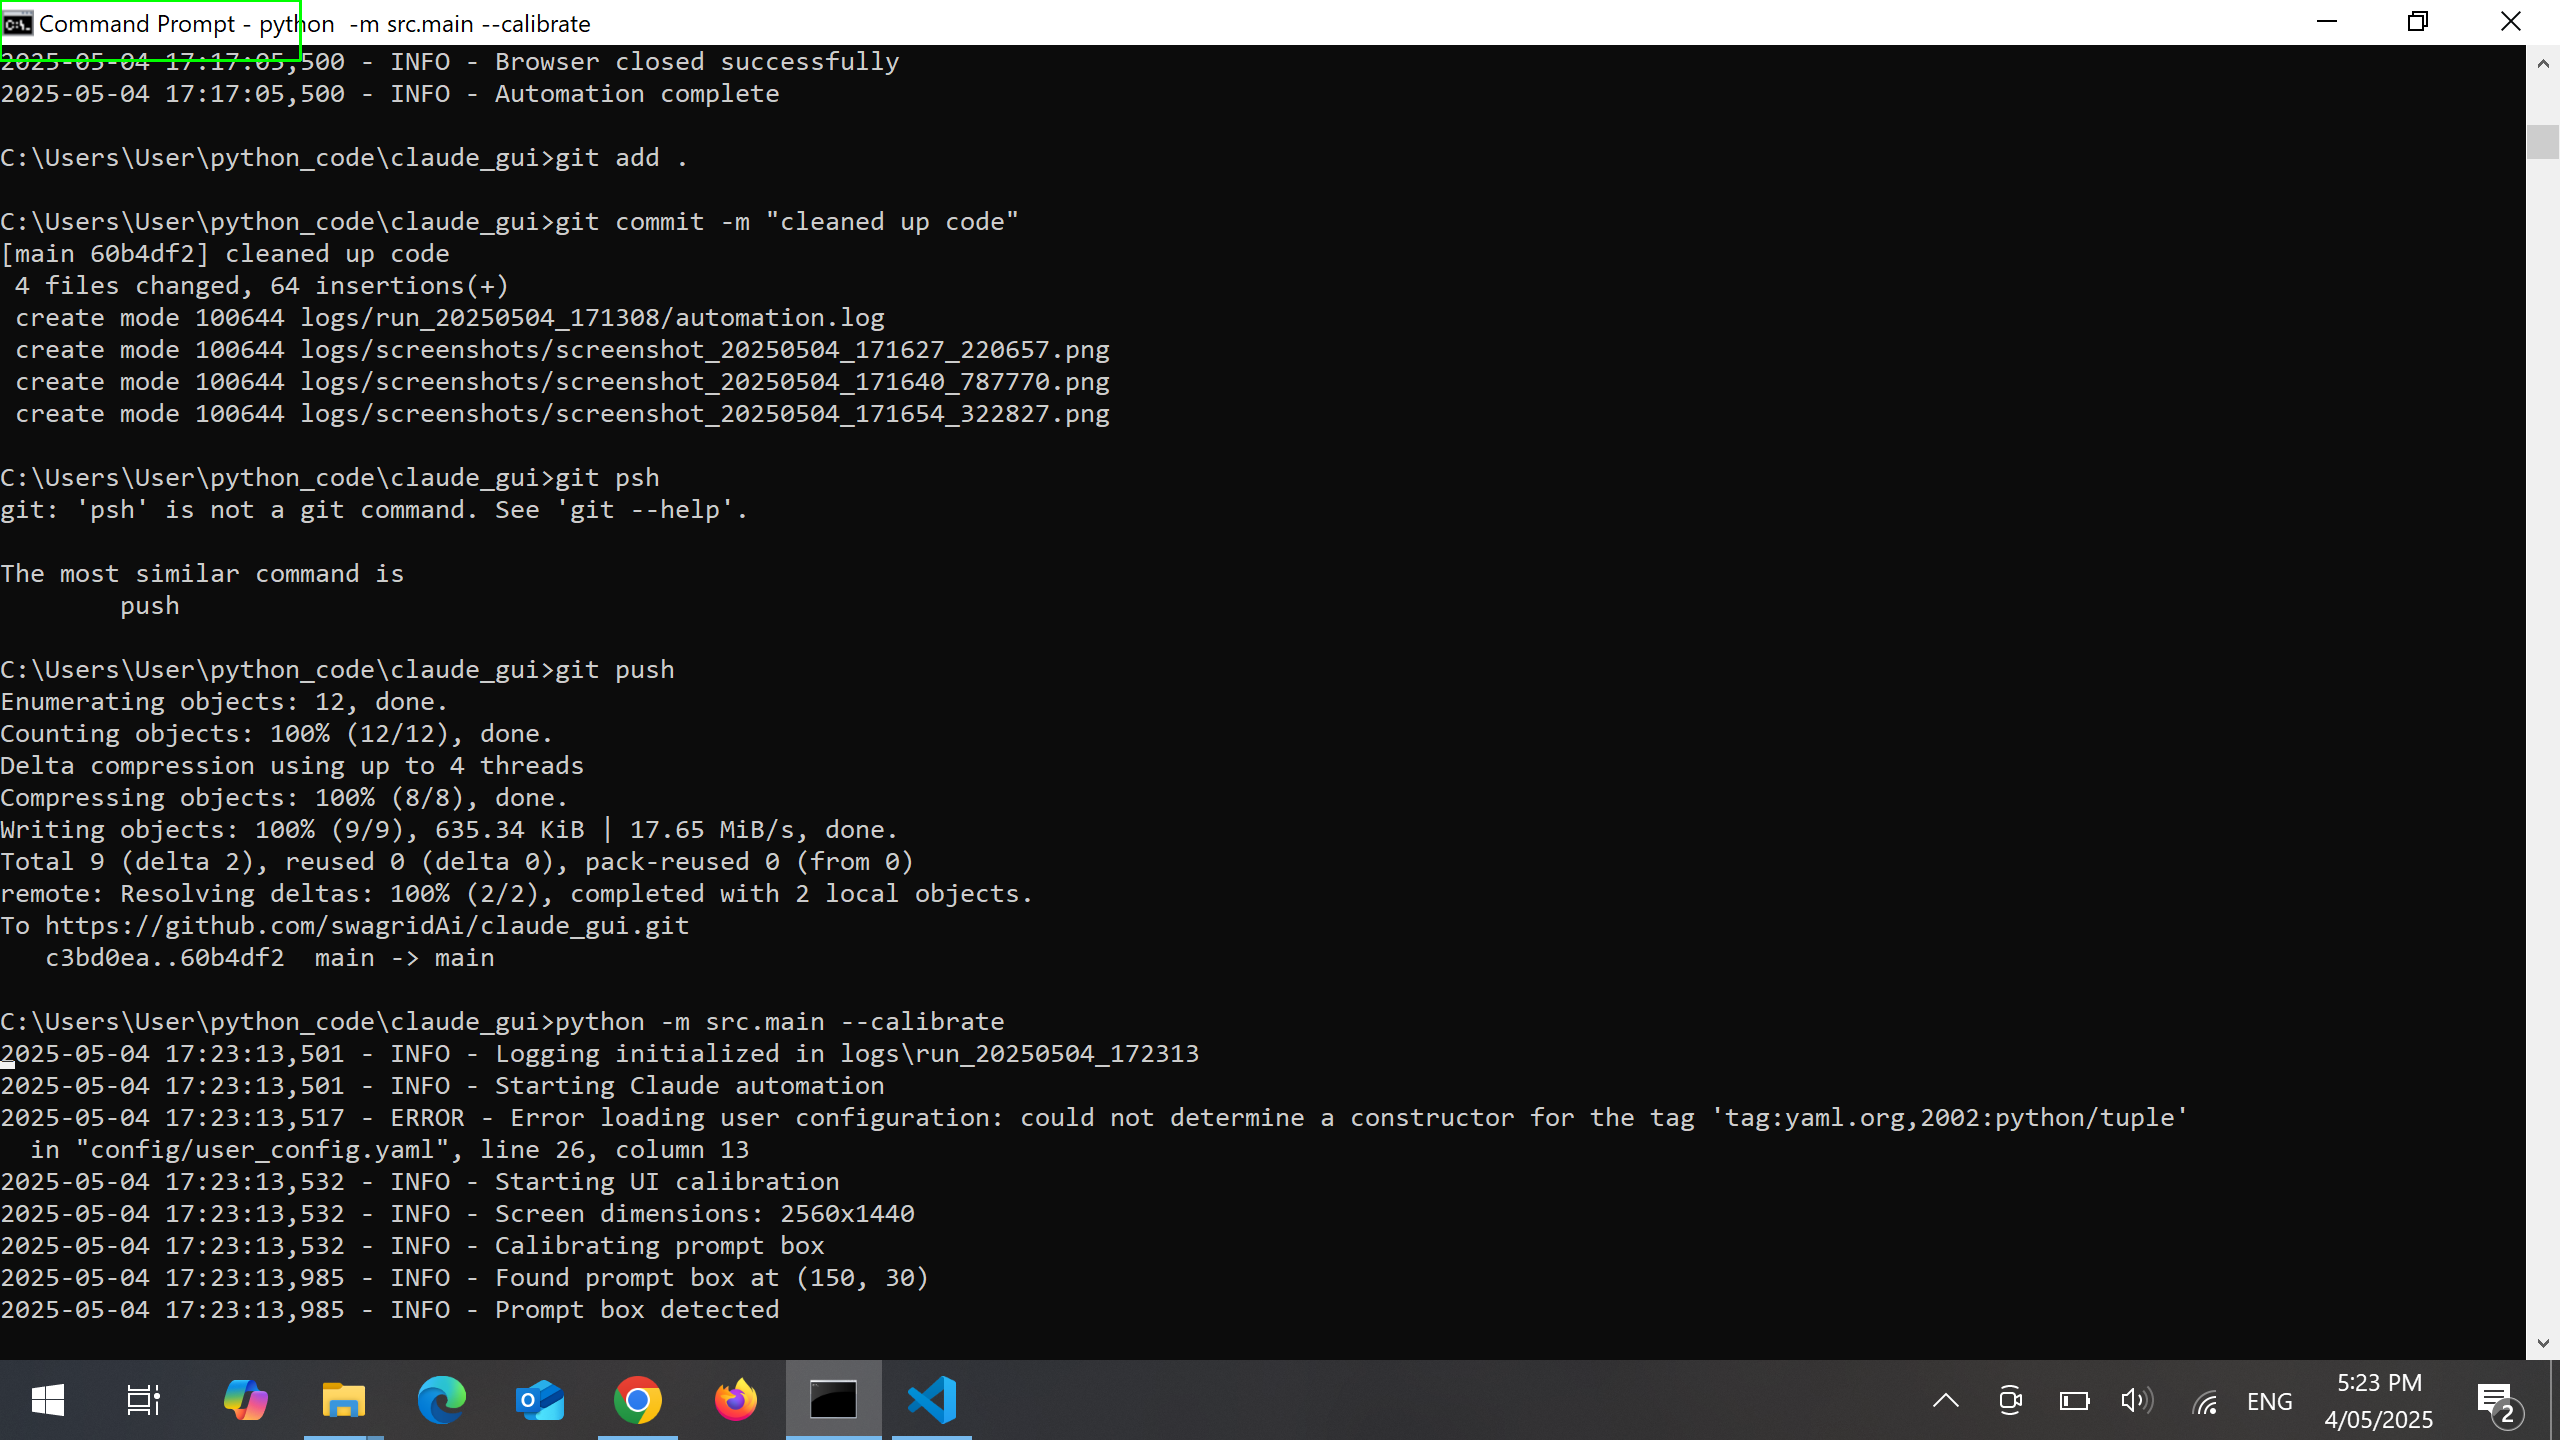 Command Prompt - python  -m src.main --calibrate
2025-05-04 17:17:05,500 - INFO - Browser closed successfully
2025-05-04 17:17:05,500 - INFO - Automation complete
C:\Users\User\python_code\claude_gui>git add .
C:\Users\User\python_code\claude_gui>git commit -m "cleaned up code"
[main 60b4df2] cleaned up code
 4 files changed, 64 insertions(+)
 create mode 100644 logs/run_20250504_171308/automation.log
 create mode 100644 logs/screenshots/screenshot_20250504_171627_220657.png
 create mode 100644 logs/screenshots/screenshot_20250504_171640_787770.png
 create mode 100644 logs/screenshots/screenshot_20250504_171654_322827.png
C:\Users\User\python_code\claude_gui>git psh
git: 'psh' is not a git command. See 'git --help'.
The most similar command is
        push
C:\Users\User\python_code\claude_gui>git push
Enumerating objects: 12, done.
Counting objects: 100% (12/12), done.
Delta compression using up to 4 threads
Compressing objects: 100% (8/8), done.
Writing objects: 100% (9/9), 635.34 KiB | 17.65 MiB/s, done.
Total 9 (delta 2), reused 0 (delta 0), pack-reused 0 (from 0)
remote: Resolving deltas: 100% (2/2), completed with 2 local objects.
To https://github.com/swagridAi/claude_gui.git
   c3bd0ea..60b4df2  main -> main
C:\Users\User\python_code\claude_gui>python -m src.main --calibrate
2025-05-04 17:23:13,501 - INFO - Logging initialized in logs\run_20250504_172313
2025-05-04 17:23:13,501 - INFO - Starting Claude automation
2025-05-04 17:23:13,517 - ERROR - Error loading user configuration: could not determine a constructor for the tag 'tag:yaml.org,2002:python/tuple'
  in "config/user_config.yaml", line 26, column 13
2025-05-04 17:23:13,532 - INFO - Starting UI calibration
2025-05-04 17:23:13,532 - INFO - Screen dimensions: 2560x1440
2025-05-04 17:23:13,532 - INFO - Calibrating prompt box
2025-05-04 17:23:13,985 - INFO - Found prompt box at (150, 30)
2025-05-04 17:23:13,985 - INFO - Prompt box detected
ENG
5:23 PM
4/05/2025
2